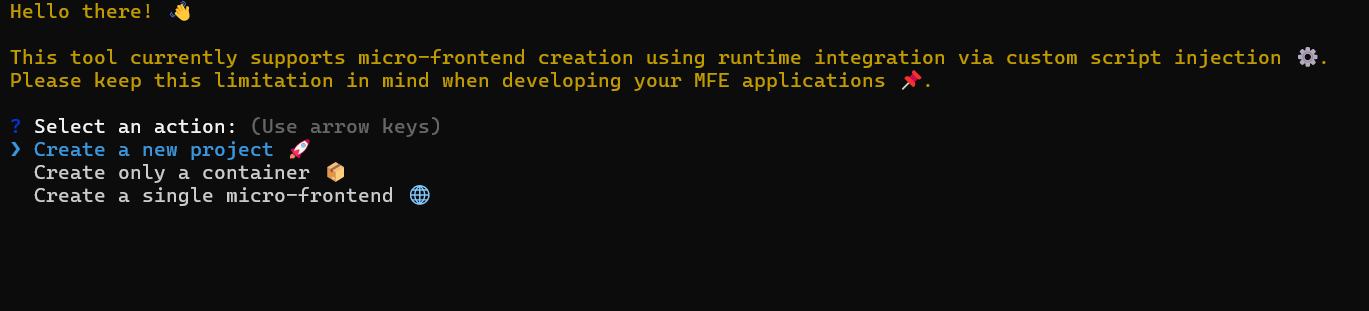 Hello there! 👋
This tool currently supports micro-frontend creation using runtime integration via custom script injection ⚙️.
Please keep this limitation in mind when developing your MFE applications 📌.
? Select an action: (Use arrow keys)
❯ Create a new project 🚀
Create only a container 📦
Create a single micro-frontend 🌐